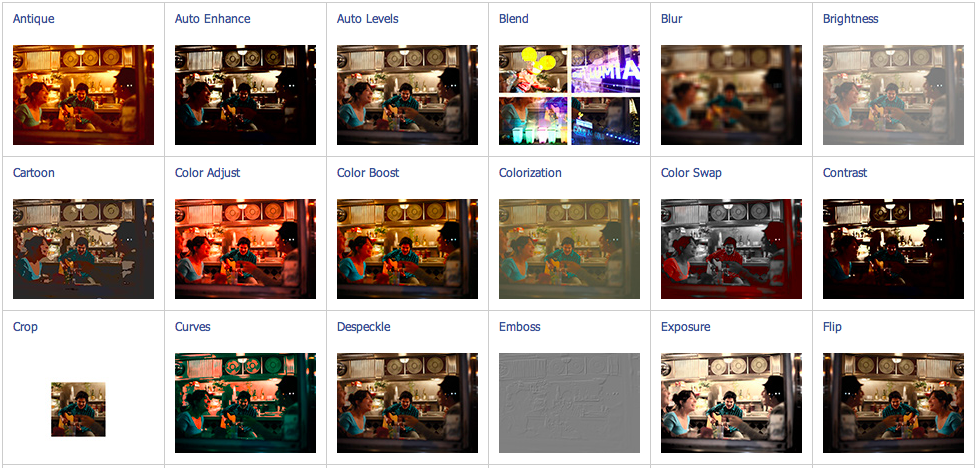 Antique
Auto Enhance
Auto Levels
Blend
Blur
Brightness
Cartoon
Color Adjust
Color Boost
Colorization
Color Swap
Contrast
Crop
Curves
Despeckle
Emboss
Exposure
Flip